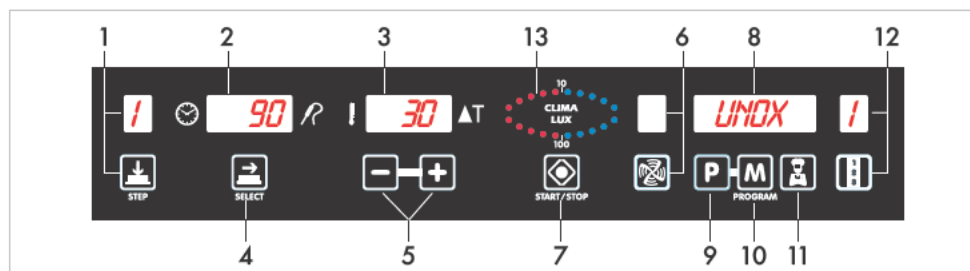 1 2 3 13 6 8 12
10
1 90 30 ΔT CLIMA LUX UNOX 1
100
STEP SELECT START/STOP P M PROGRAM
4 5 7 9 10 11